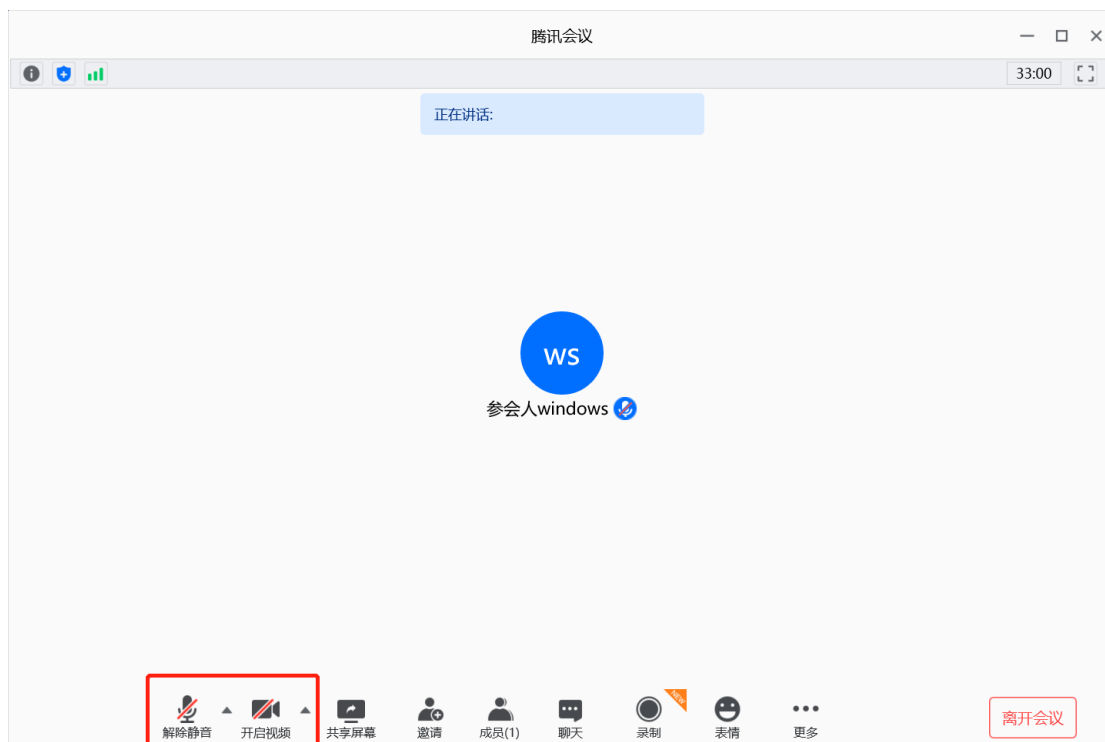 腾讯会议
33:00
正在讲话:
ws
参会人windows
NEW
解除静音 开启视频 共享屏幕 邀请 成员(1) 聊天 录制 表情 更多 离开会议